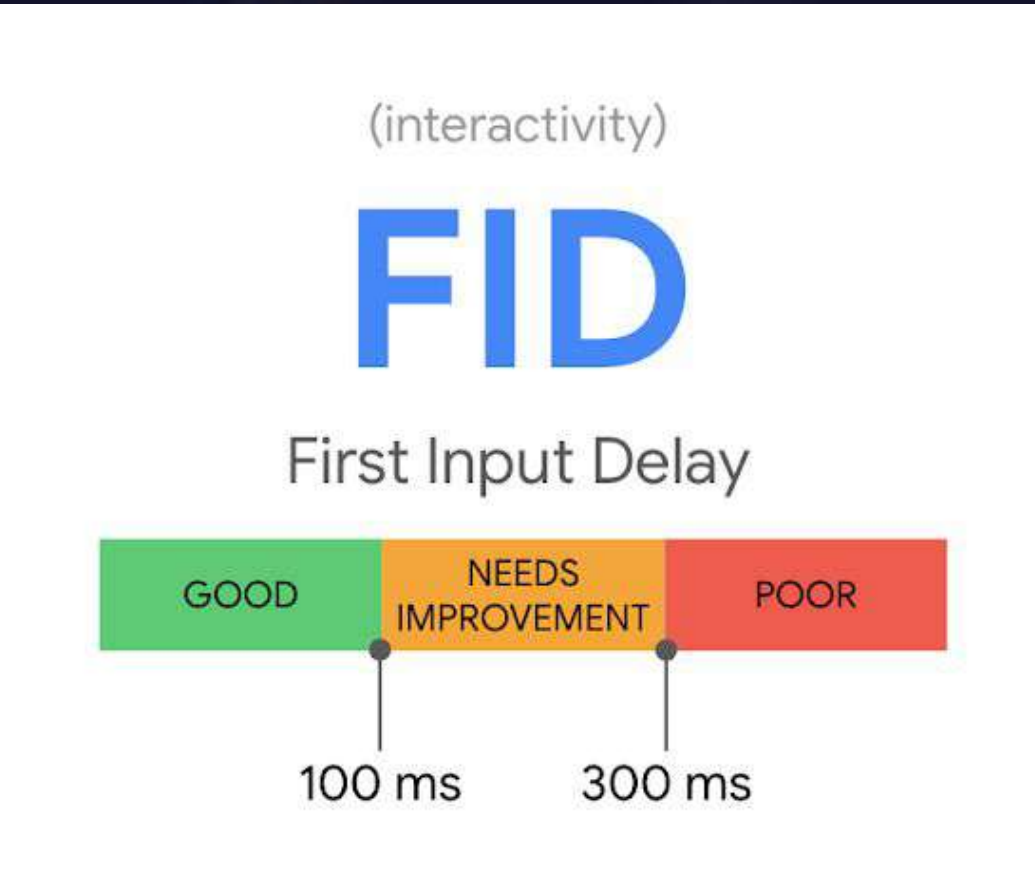 (interactivity)
FID
First Input Delay
GOOD
NEEDS
IMPROVEMENT
POOR
100 ms
300 ms